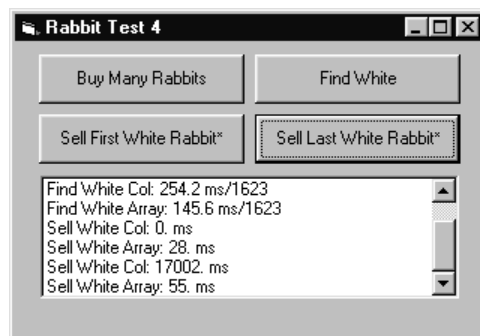 Rabbit Test 4
Buy Many Rabbits
Find White
Sell First White Rabbit*
Sell Last White Rabbit*
Find White Col: 254.2 ms/1623
Find White Array: 145.6 ms/1623
Sell White Col: 0. ms
Sell White Array: 28. ms
Sell White Col: 17002. ms
Sell White Array: 55. ms